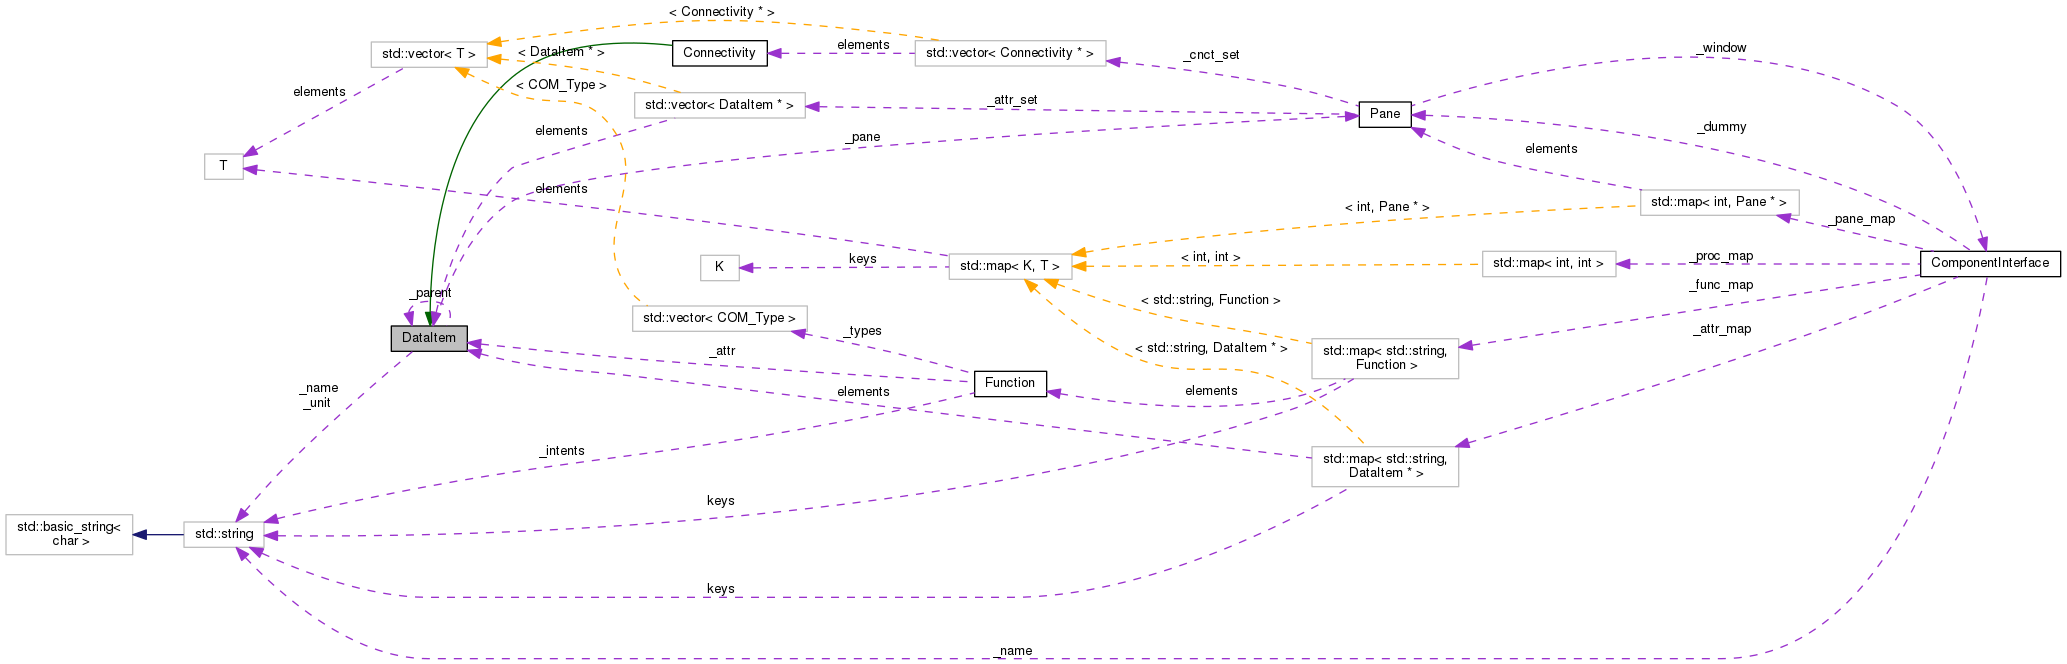 < Connectivity * >
std::vector< T >
< DataItem * >
Connectivity
elements
std::vector< Connectivity * >
_cnct_set
_window
elements
< COM_Type >
std::vector< DataItem * >
_attr_set
Pane
elements
_pane
_dummy
elements
T
elements
std::map< int, Pane * >
< int, Pane * >
_pane_map
K
keys
std::map< K, T >
< int, int >
std::map< int, int >
_proc_map
ComponentInterface
_parent
< std::string, Function >
_func_map
std::vector< COM_Type >
DataItem
_types
_attr
< std::string, DataItem * >
std::map< std::string,
Function >
_attr_map
_name
_unit
Function
elements
elements
_intents
std::map< std::string,
DataItem * >
keys
std::basic_string<
char >
std::string
keys
_name